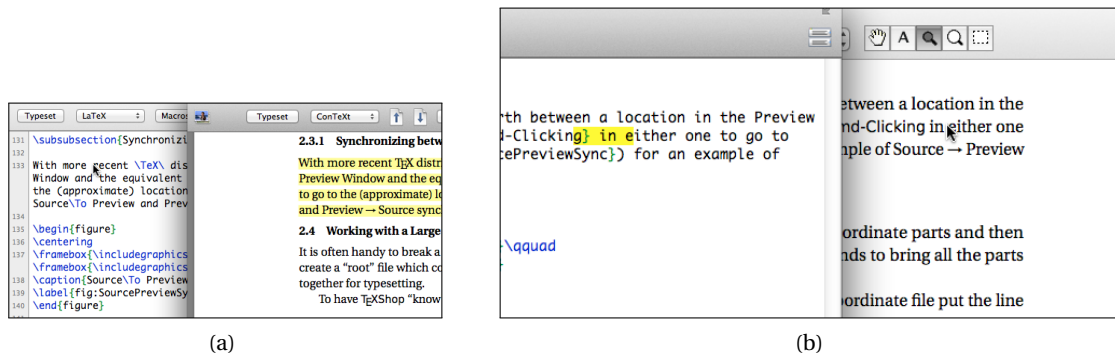 Typeset LaTeX Macros
131 \subsubsection{Synchronizi
132
133 With more recent \TeX\ dis
Window and the equivalent
the (approximate) location
Source\To Preview and Prev
134
135 \begin{figure}
136 \centering
137 \framebox{\includegraphics
\framebox{\includegraphics
138 \caption{Source\To Preview
139 \label{fig:SourcePreviewSy
140 \end{figure}
Typeset ConTeXt
2.3.1 Synchronizing betw
With more recent TEX distr
Preview Window and the eq
to go to the (approximate) lo
and Preview → Source sync
2.4 Working with a Large
It is often handy to break a
create a "root" file which co
together for typesetting.
To have TEXShop "know
(a)
A
rth between a location in the Preview
d-Clicking} in either one to go to
cePreviewSync}) for an example of
}\qquad
}
etween a location in the
nd-Clicking in either one
mple of Source → Preview
ordinate parts and then
nds to bring all the parts
oordinate file put the line
(b)